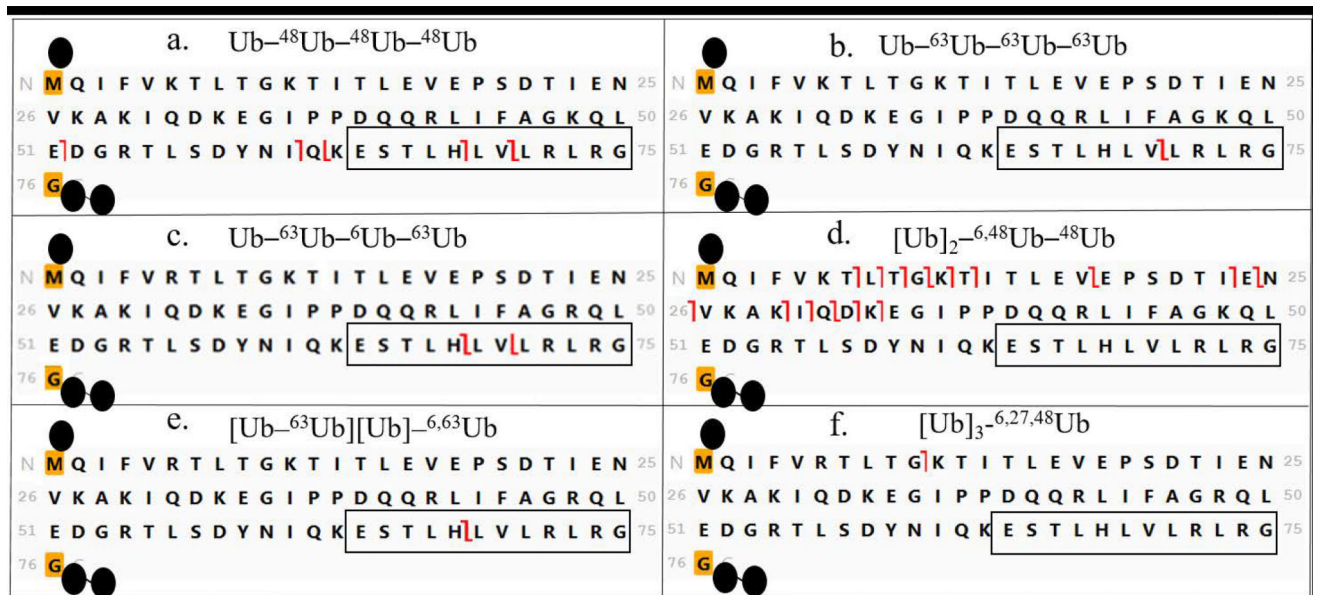 a. Ub–⁴⁸Ub–⁴⁸Ub–⁴⁸Ub
N M Q I F V K T L T G K T I T L E V E P S D T I E N 25
26 V K A K I Q D K E G I P P D Q Q R L I F A G K Q L 50
51 E D G R T L S D Y N I Q K E S T L H L V L R L R G 75
76 G
b. Ub–⁶³Ub–⁶³Ub–⁶³Ub
N M Q I F V K T L T G K T I T L E V E P S D T I E N 25
26 V K A K I Q D K E G I P P D Q Q R L I F A G K Q L 50
51 E D G R T L S D Y N I Q K E S T L H L V L R L R G 75
76 G
c. Ub–⁶³Ub–⁶Ub–⁶³Ub
N M Q I F V R T L T G K T I T L E V E P S D T I E N 25
26 V K A K I Q D K E G I P P D Q Q R L I F A G R Q L 50
51 E D G R T L S D Y N I Q K E S T L H L V L R L R G 75
76 G
d. [Ub]₂–⁶,⁴⁸Ub–⁴⁸Ub
N M Q I F V K T L T G K T I T L E V E P S D T I E N 25
26 V K A K I Q D K E G I P P D Q Q R L I F A G K Q L 50
51 E D G R T L S D Y N I Q K E S T L H L V L R L R G 75
76 G
e. [Ub–⁶³Ub][Ub]–⁶,⁶³Ub
N M Q I F V R T L T G K T I T L E V E P S D T I E N 25
26 V K A K I Q D K E G I P P D Q Q R L I F A G R Q L 50
51 E D G R T L S D Y N I Q K E S T L H L V L R L R G 75
76 G
f. [Ub]₃-⁶,²⁷,⁴⁸Ub
N M Q I F V R T L T G K T I T L E V E P S D T I E N 25
26 V K A K I Q D K E G I P P D Q Q R L I F A G R Q L 50
51 E D G R T L S D Y N I Q K E S T L H L V L R L R G 75
76 G